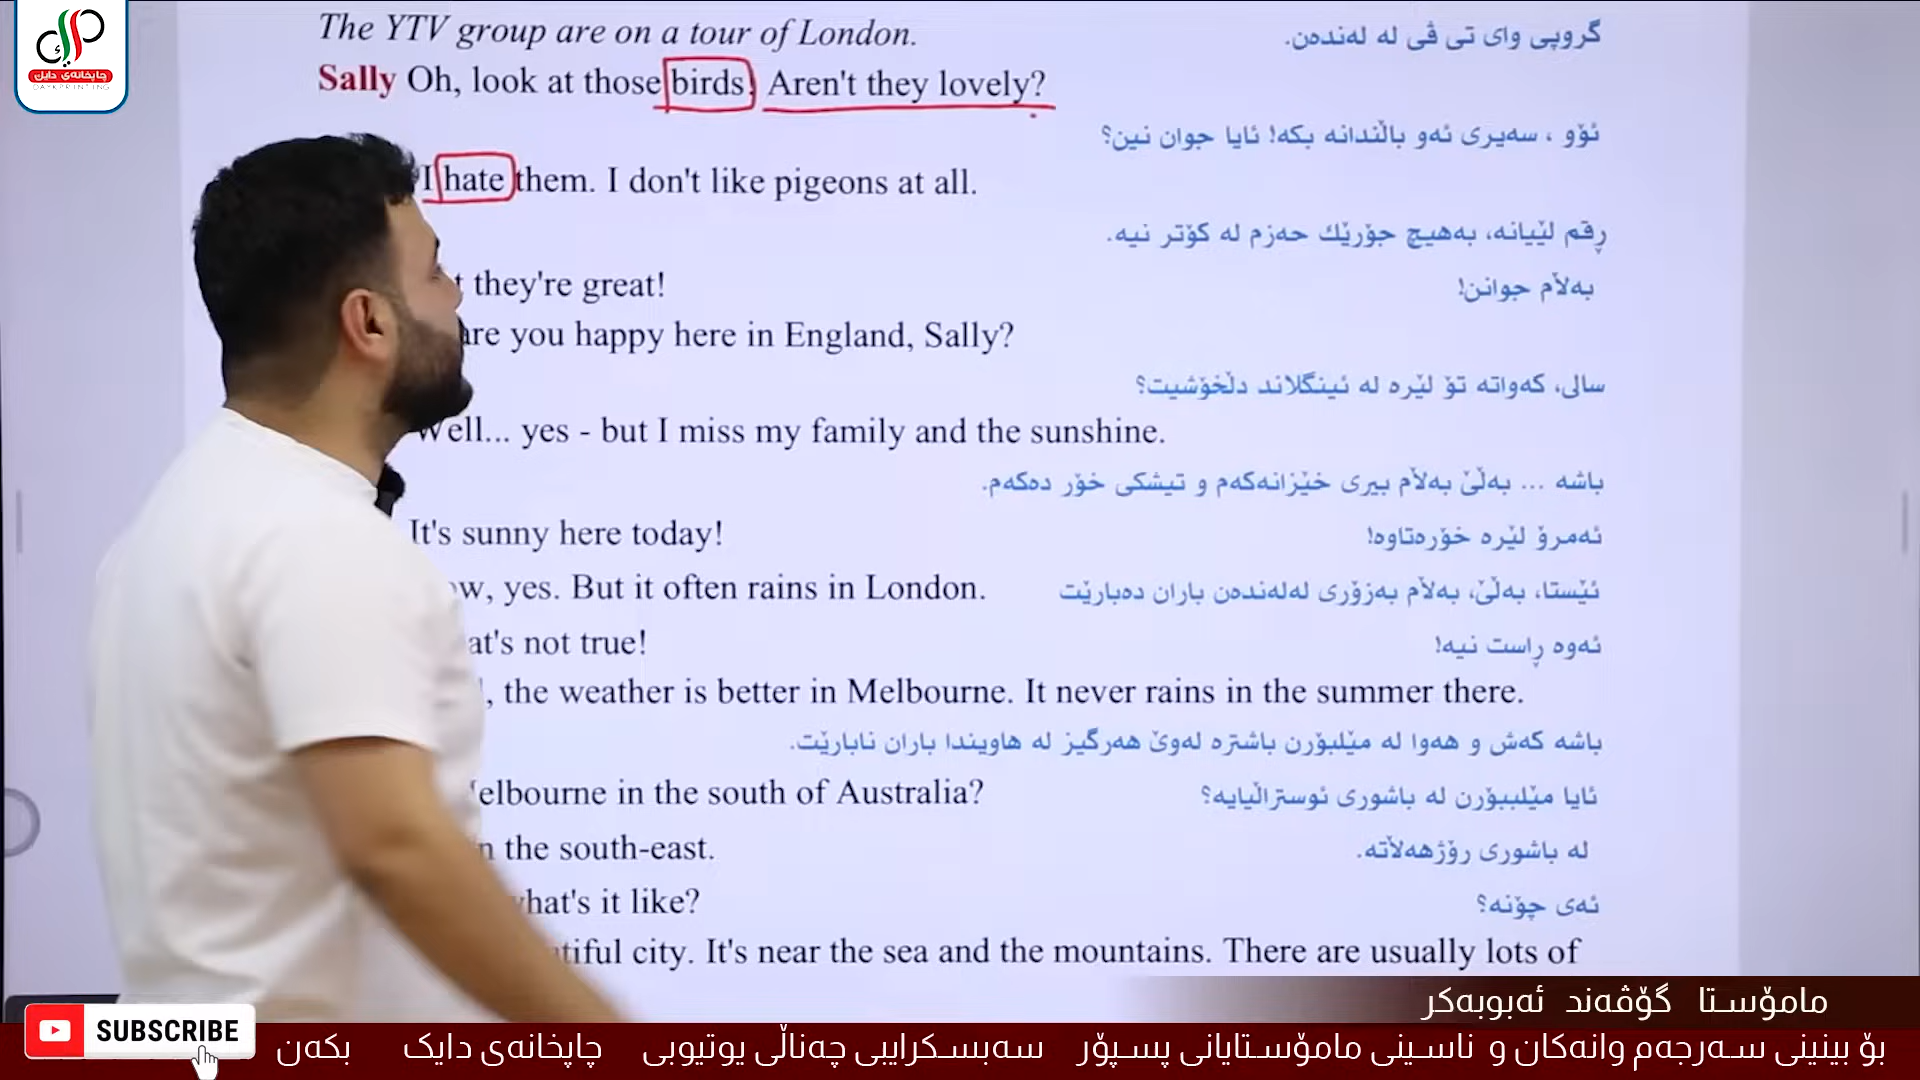 The YTV group are on a tour of London.
گروپی وای تی ڤی لە لەندەن.
Sally Oh, look at those birds! Aren't they lovely?
ئۆو ، سەیری ئەو باڵندانە بکە! ئایا جوان نین؟
I hate them. I don't like pigeons at all.
ڕقم لێیانە، بەهیچ جۆرێك حەزم لە کۆتر نیە.
they're great!
بەڵام جوانن!
are you happy here in England, Sally?
سالی، کەواتە تۆ لێرە لە ئینگلاند دڵخۆشیت؟
Well... yes - but I miss my family and the sunshine.
باشە ... بەڵێ بەڵام بیری خێزانەکەم و تیشکی خۆر دەکەم.
It's sunny here today!
ئەمرۆ لێرە خۆرەتاوە!
yes. But it often rains in London.
ئێستا، بەڵێ، بەڵام بەزۆری لەلەندەن باران دەبارێت
not true!
ئەوە ڕاست نیە!
, the weather is better in Melbourne. It never rains in the summer there.
باشە کەش و هەوا لە مێلبۆرن باشترە لەوێ هەرگیز لە هاویندا باران نابارێت.
elbourne in the south of Australia?
ئایا مێلبۆرن لە باشوری ئوستراڵیایە؟
the south-east.
لە باشوری رۆژهەڵاتە.
what's it like?
ئەی چۆنە؟
city. It's near the sea and the mountains. There are usually lots of
چاپخانەی دایك
DAYK PRINTING
مامۆستا گۆڤەند ئەبوبەکر
SUBSCRIBE
بۆ بینینی سەرجەم وانەکان و ناسینی مامۆستایانی پسپۆر سەبسکرایبی چەناڵی یوتیوبی چاپخانەی دایک بکەن